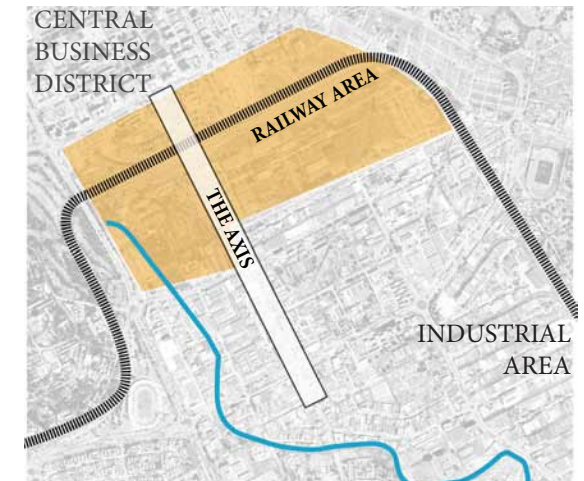 CENTRAL
BUSINESS
DISTRICT
RAILWAY AREA
THE AXIS
INDUSTRIAL
AREA